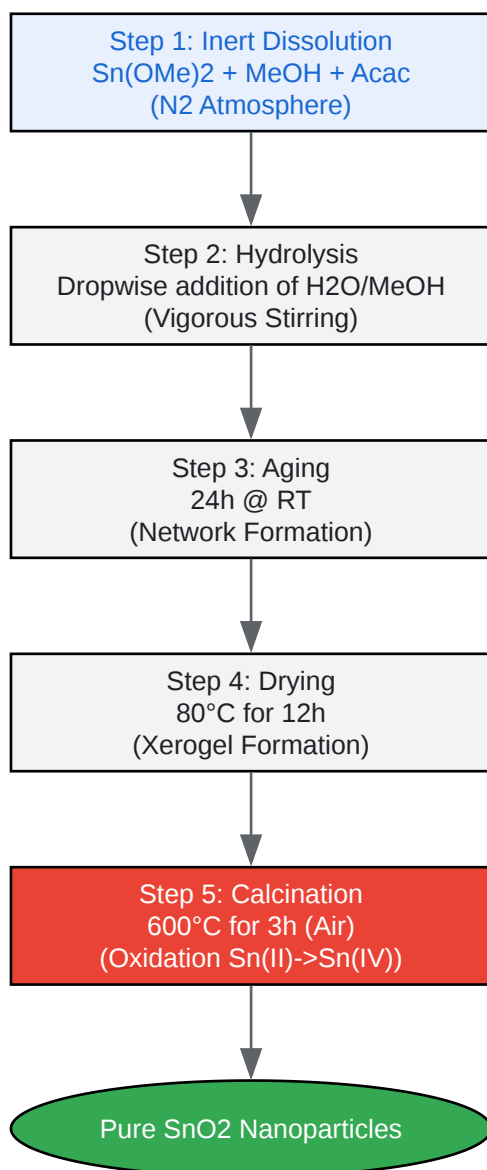 Step 1: Inert Dissolution
Sn(OMe)2 + MeOH + Acac
(N2 Atmosphere)
Step 2: Hydrolysis
Dropwise addition of H2O/MeOH
(Vigorous Stirring)
Step 3: Aging
24h @ RT
(Network Formation)
Step 4: Drying
80°C for 12h
(Xerogel Formation)
Step 5: Calcination
600°C for 3h (Air)
(Oxidation Sn(II)->Sn(IV))
Pure SnO2 Nanoparticles